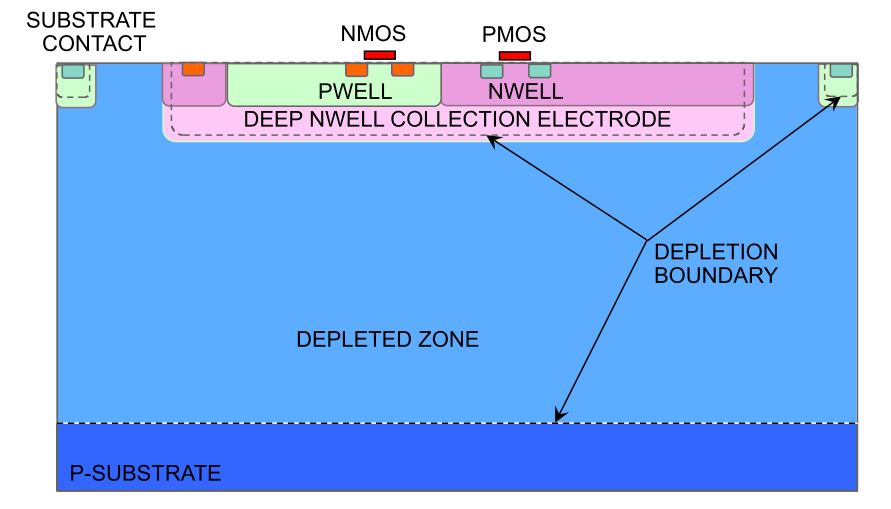 SUBSTRATE
CONTACT
NMOS
PMOS
PWELL
NWELL
DEEP NWELL COLLECTION ELECTRODE
DEPLETION
BOUNDARY
DEPLETED ZONE
P-SUBSTRATE